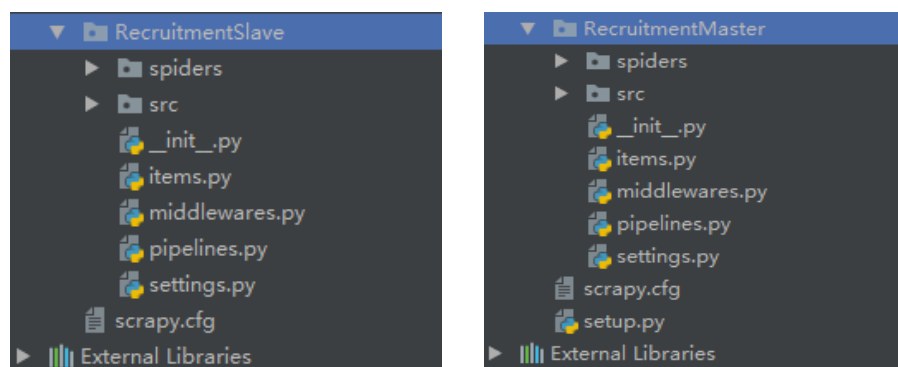 RecruitmentSlave
spiders
src
__init__.py
items.py
middlewares.py
pipelines.py
settings.py
scrapy.cfg
External Libraries
RecruitmentMaster
spiders
src
__init__.py
items.py
middlewares.py
pipelines.py
settings.py
scrapy.cfg
setup.py
External Libraries